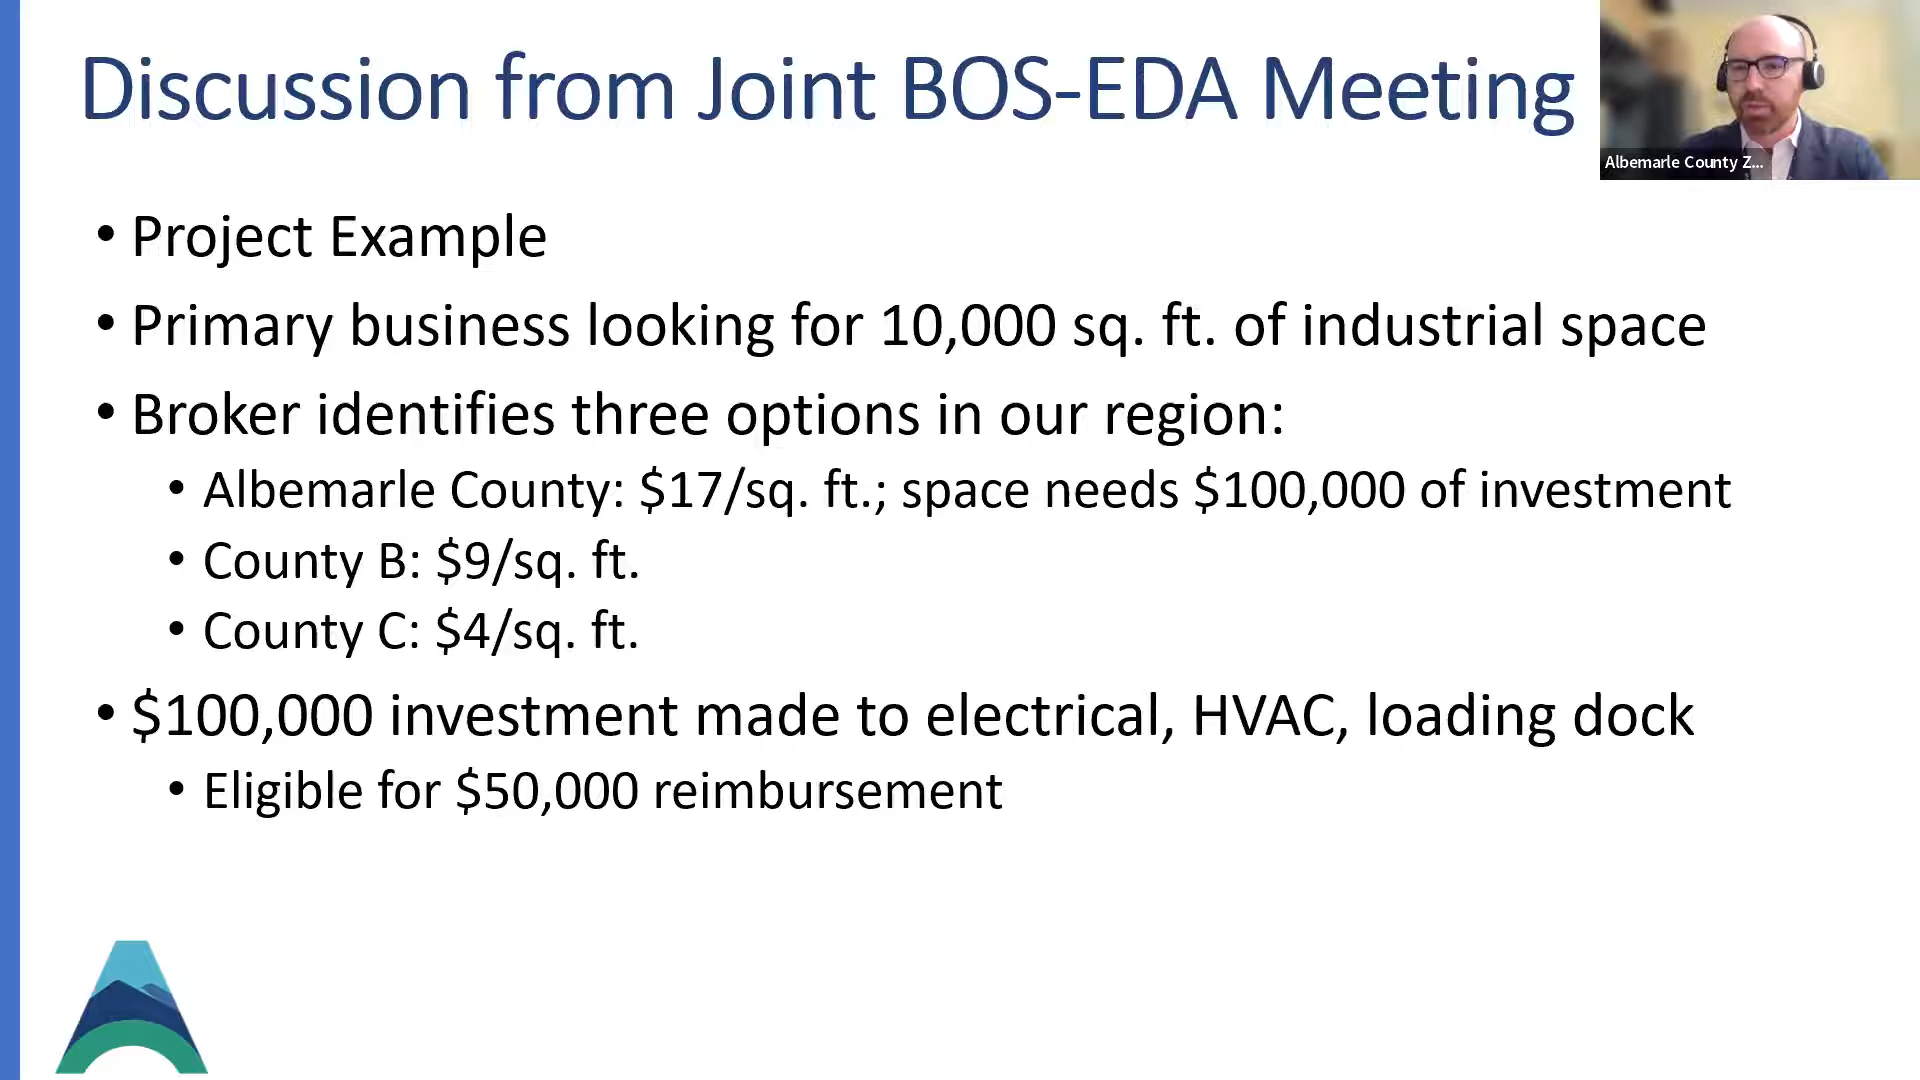 Discussion from Joint BOS-EDA Meeting
Albemarle County Z...
• Project Example
• Primary business looking for 10,000 sq. ft. of industrial space
• Broker identifies three options in our region:
• Albemarle County: $17/sq. ft.; space needs $100,000 of investment
• County B: $9/sq. ft.
• County C: $4/sq. ft.
• $100,000 investment made to electrical, HVAC, loading dock
• Eligible for $50,000 reimbursement